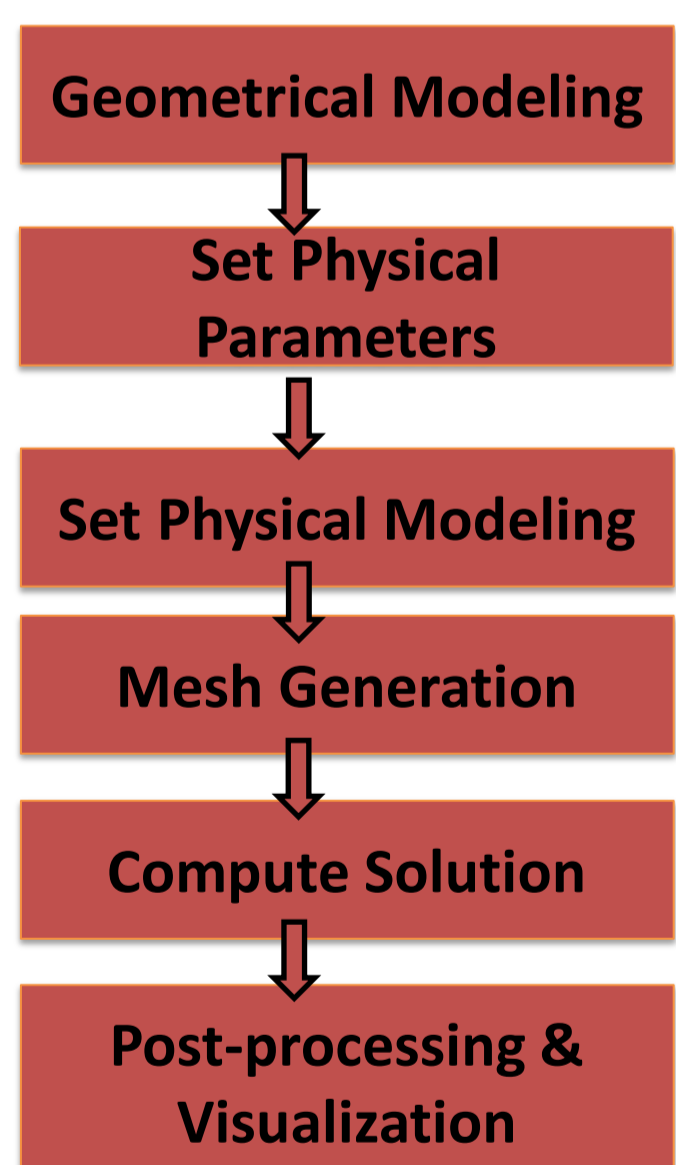 Geometrical Modeling
Set Physical
Parameters
Set Physical Modeling
Mesh Generation
Compute Solution
Post-processing &
Visualization